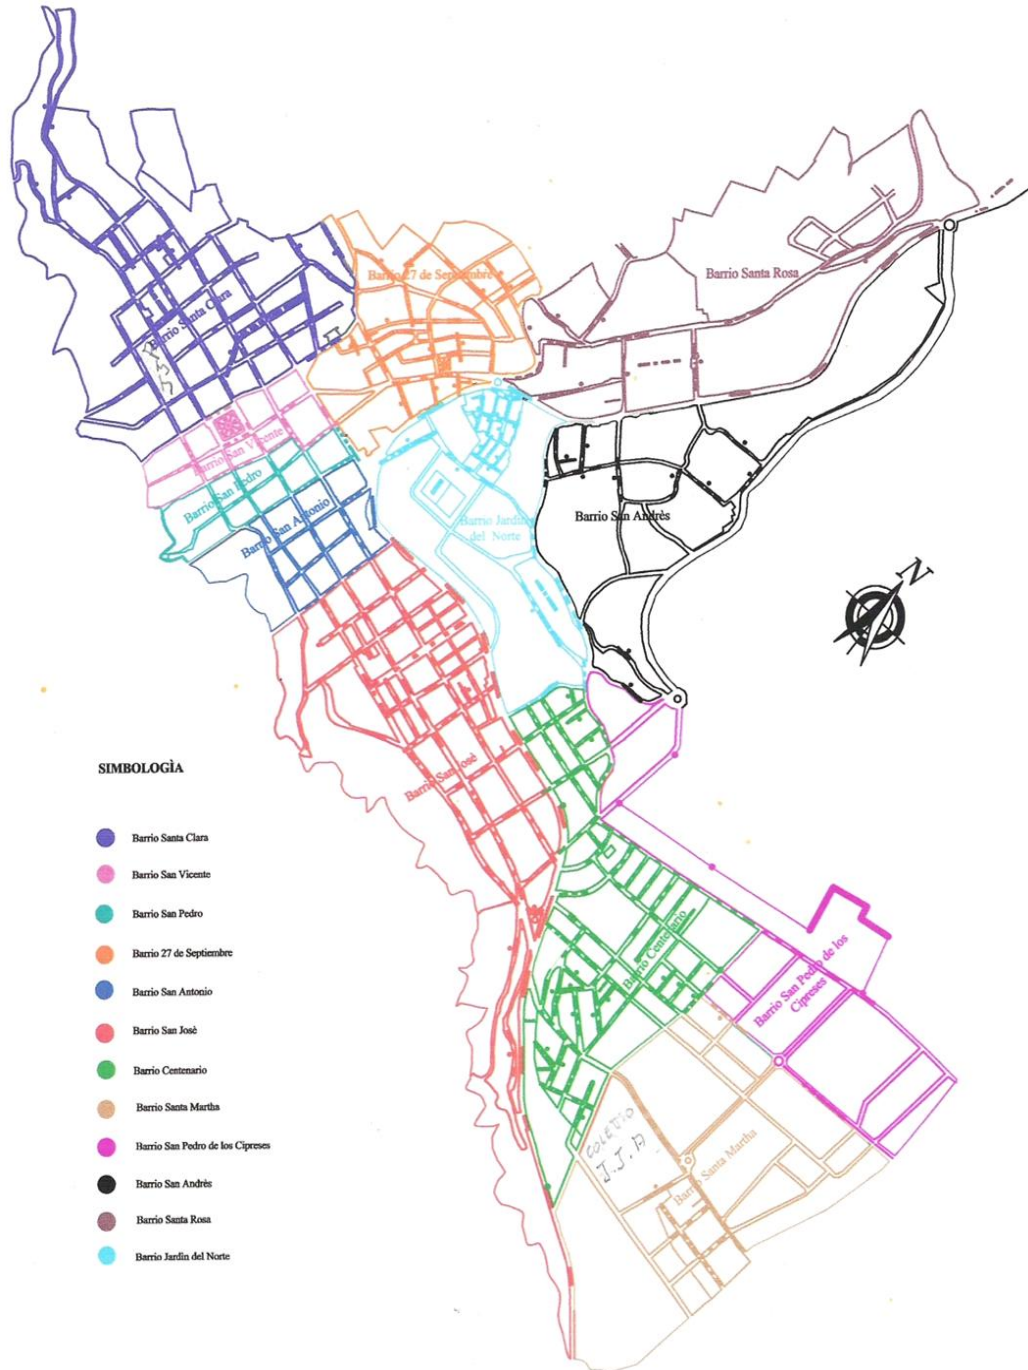 Barrio 27 de Septiembre
Barrio Santa Rosa
Barrio Santa Clara
Barrio San Vicente
Barrio San Pedro
Barrio San Antonio
Barrio Jardin
del Norte
Barrio San Andrès
N
Barrio San Josè
SIMBOLOGÌA
Barrio Santa Clara
Barrio San Vicente
Barrio San Pedro
Barrio 27 de Septiembre
Barrio San Antonio
Barrio San Josè
Barrio Centenario
Barrio Santa Martha
Barrio San Pedro de los Cipreses
Barrio San Andrès
Barrio Santa Rosa
Barrio Jardìn del Norte
Barrio Centenario
Barrio San Pedro de los
Cipreses
COLEGIO
J.J.A
Barrio Santa Martha